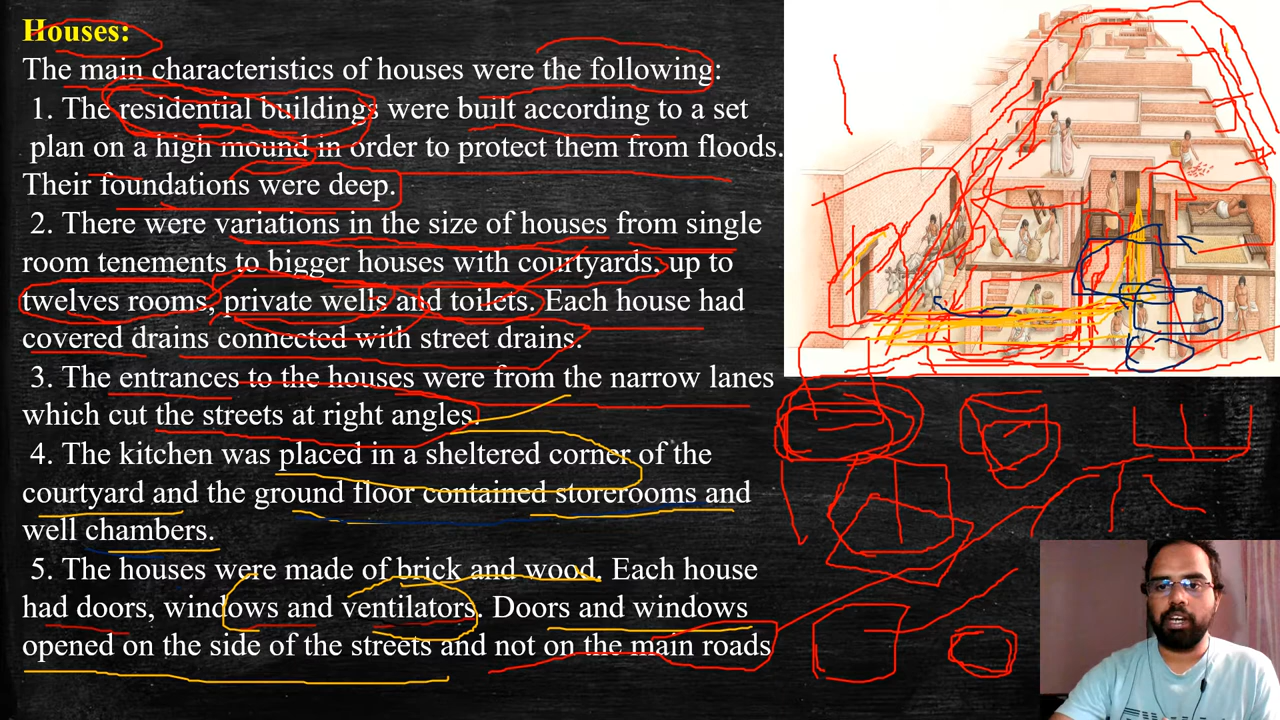 Houses:
The main characteristics of houses were the following:
1. The residential buildings were built according to a set
plan on a high mound in order to protect them from floods.
Their foundations were deep.
2. There were variations in the size of houses from single
room tenements to bigger houses with courtyards, up to
twelves rooms, private wells and toilets. Each house had
covered drains connected with street drains.
3. The entrances to the houses were from the narrow lanes
which cut the streets at right angles.
4. The kitchen was placed in a sheltered corner of the
courtyard and the ground floor contained storerooms and
well chambers.
5. The houses were made of brick and wood. Each house
had doors, windows and ventilators. Doors and windows
opened on the side of the streets and not on the main roads